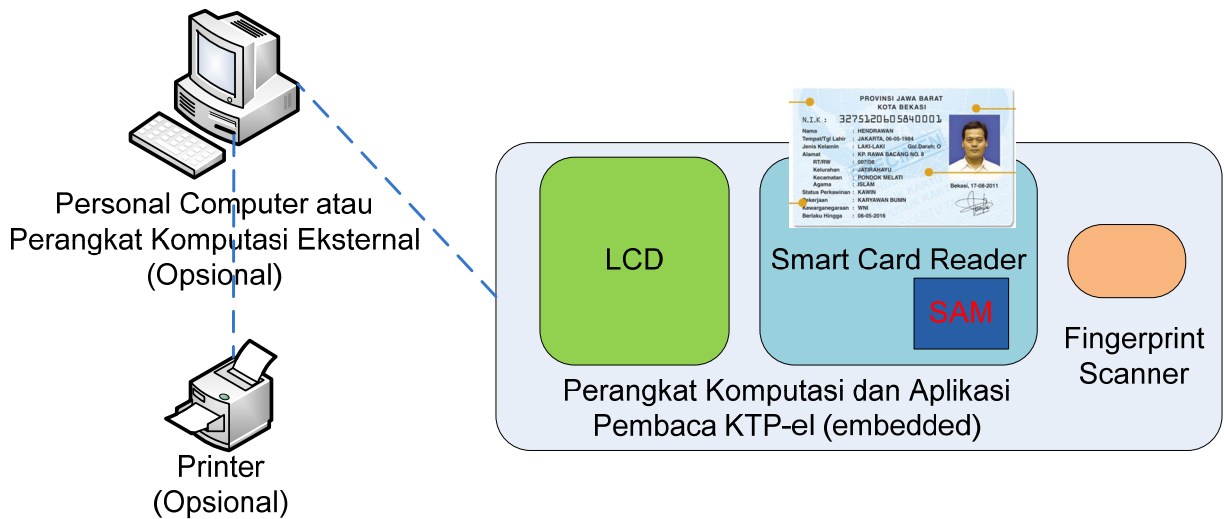 Personal Computer atau
Perangkat Komputasi Eksternal
(Opsional)
Printer
(Opsional)
PROVINSI JAWA BARAT
KOTA BEKASI
N.I.K : 3275120605840001
Nama : HENDRAWAN
Tempat/Tgl Lahir : JAKARTA, 06-05-1984
Jenis Kelamin : LAKI-LAKI Gol.Darah: O
Alamat : KP. RAWA BACANG NO. 8
RT/RW : 007/08
Kelurahan : JATIRAHAYU
Kecamatan : PONDOK MELATI
Agama : ISLAM
Status Perkawinan : KAWIN
Pekerjaan : KARYAWAN BUMN
Kewarganegaraan : WNI
Berlaku Hingga : 06-05-2016
Bekasi, 17-08-2011
LCD
Smart Card Reader
SAM
Fingerprint
Scanner
Perangkat Komputasi dan Aplikasi
Pembaca KTP-el (embedded)